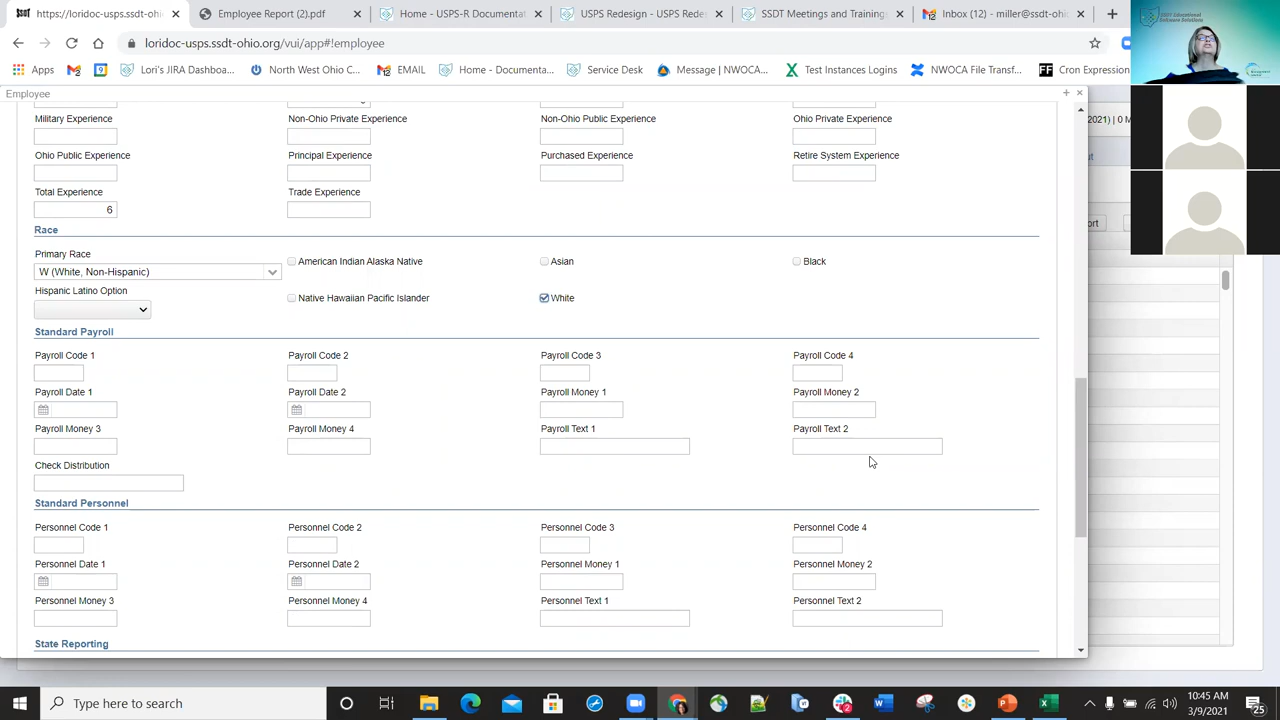 https://loridoc-usps.ssdt-ohio.o
Employee Report (2).pdf
Home - USPS-Documentat
USPS Redesign - USPS Rede
SSDT Meetings and Trainings
Inbox (12) - miller@ssdt-ohio
loridoc-usps.ssdt-ohio.org/vui/app#!employee
Apps
Lori's JIRA Dashboa...
North West Ohio C...
EMAIL
Home - Documenta...
Service Desk
Message | NWOCA...
Test Instances Logins
NWOCA File Transf...
Cron Expression
Employee
2021) | 0 M
Military Experience
Non-Ohio Private Experience
Non-Ohio Public Experience
Ohio Private Experience
Ohio Public Experience
Principal Experience
Purchased Experience
Retire System Experience
Total Experience
Trade Experience
6
Race
Primary Race
American Indian Alaska Native
Asian
Black
W (White, Non-Hispanic)
Hispanic Latino Option
Native Hawaiian Pacific Islander
White
Standard Payroll
Payroll Code 1
Payroll Code 2
Payroll Code 3
Payroll Code 4
Payroll Date 1
Payroll Date 2
Payroll Money 1
Payroll Money 2
Payroll Money 3
Payroll Money 4
Payroll Text 1
Payroll Text 2
Check Distribution
Standard Personnel
Personnel Code 1
Personnel Code 2
Personnel Code 3
Personnel Code 4
Personnel Date 1
Personnel Date 2
Personnel Money 1
Personnel Money 2
Personnel Money 3
Personnel Money 4
Personnel Text 1
Personnel Text 2
State Reporting
Type here to search
10:45 AM
3/9/2021
25